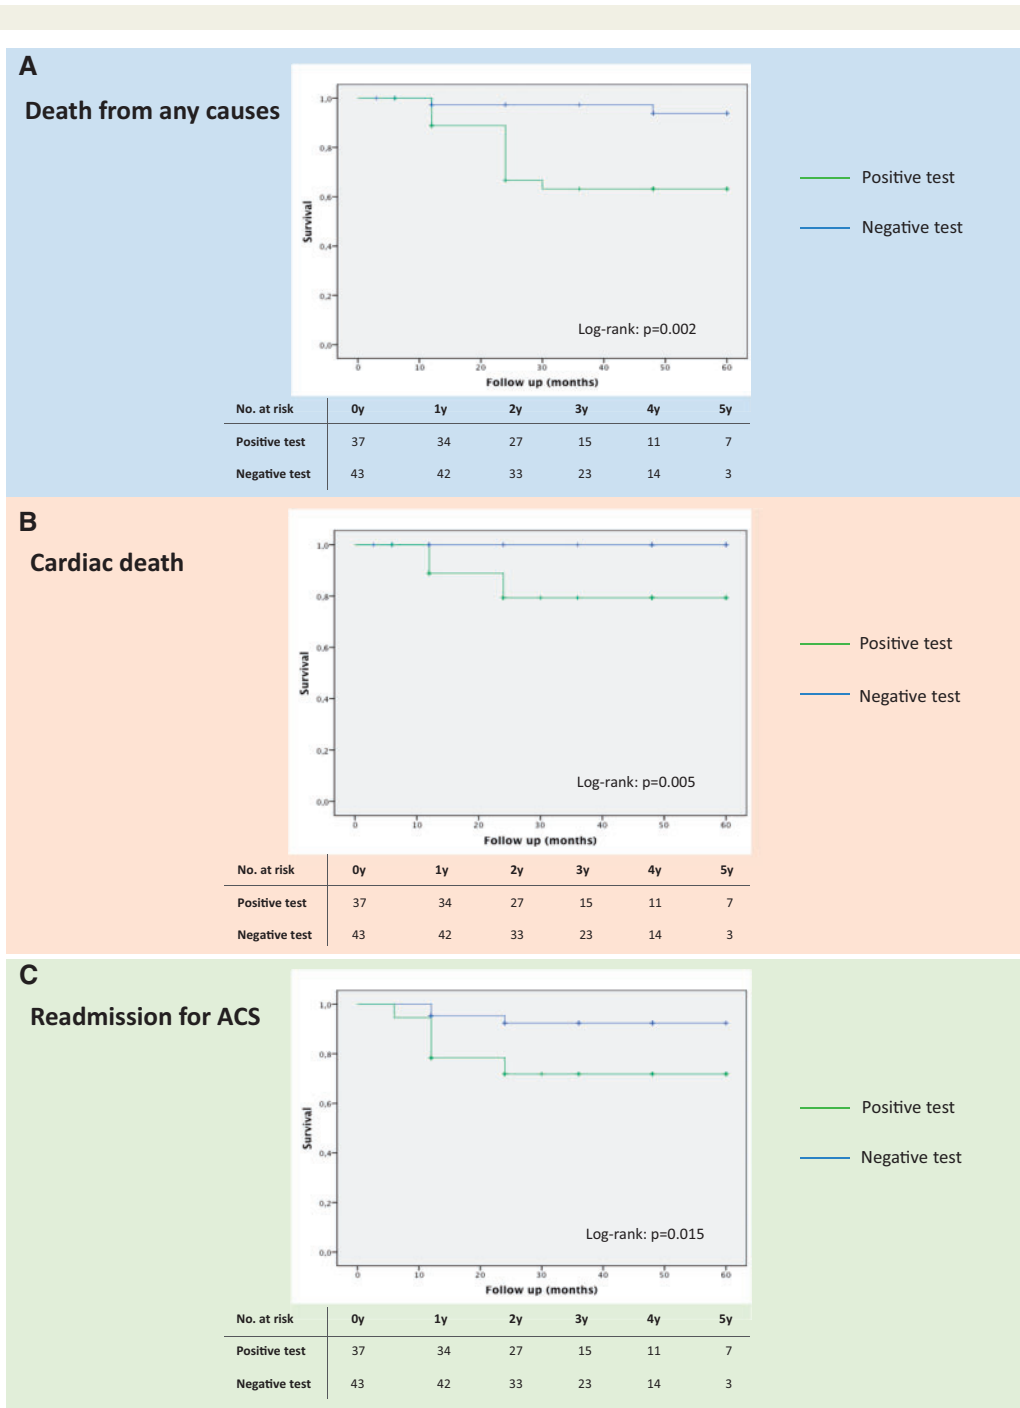 A
Death from any causes
1,0
0,8
0,6
0,4
0,2
0,0
Survival
Log-rank: p=0.002
0 10 20 30 40 50 60
Follow up (months)
Positive test
Negative test
No. at risk 0y 1y 2y 3y 4y 5y
Positive test 37 34 27 15 11 7
Negative test 43 42 33 23 14 3
B
Cardiac death
1,0
0,8
0,6
0,4
0,2
0,0
Survival
Log-rank: p=0.005
0 10 20 30 40 50 60
Follow up (months)
Positive test
Negative test
No. at risk 0y 1y 2y 3y 4y 5y
Positive test 37 34 27 15 11 7
Negative test 43 42 33 23 14 3
C
Readmission for ACS
1,0
0,8
0,6
0,4
0,2
0,0
Survival
Log-rank: p=0.015
0 10 20 30 40 50 60
Follow up (months)
Positive test
Negative test
No. at risk 0y 1y 2y 3y 4y 5y
Positive test 37 34 27 15 11 7
Negative test 43 42 33 23 14 3